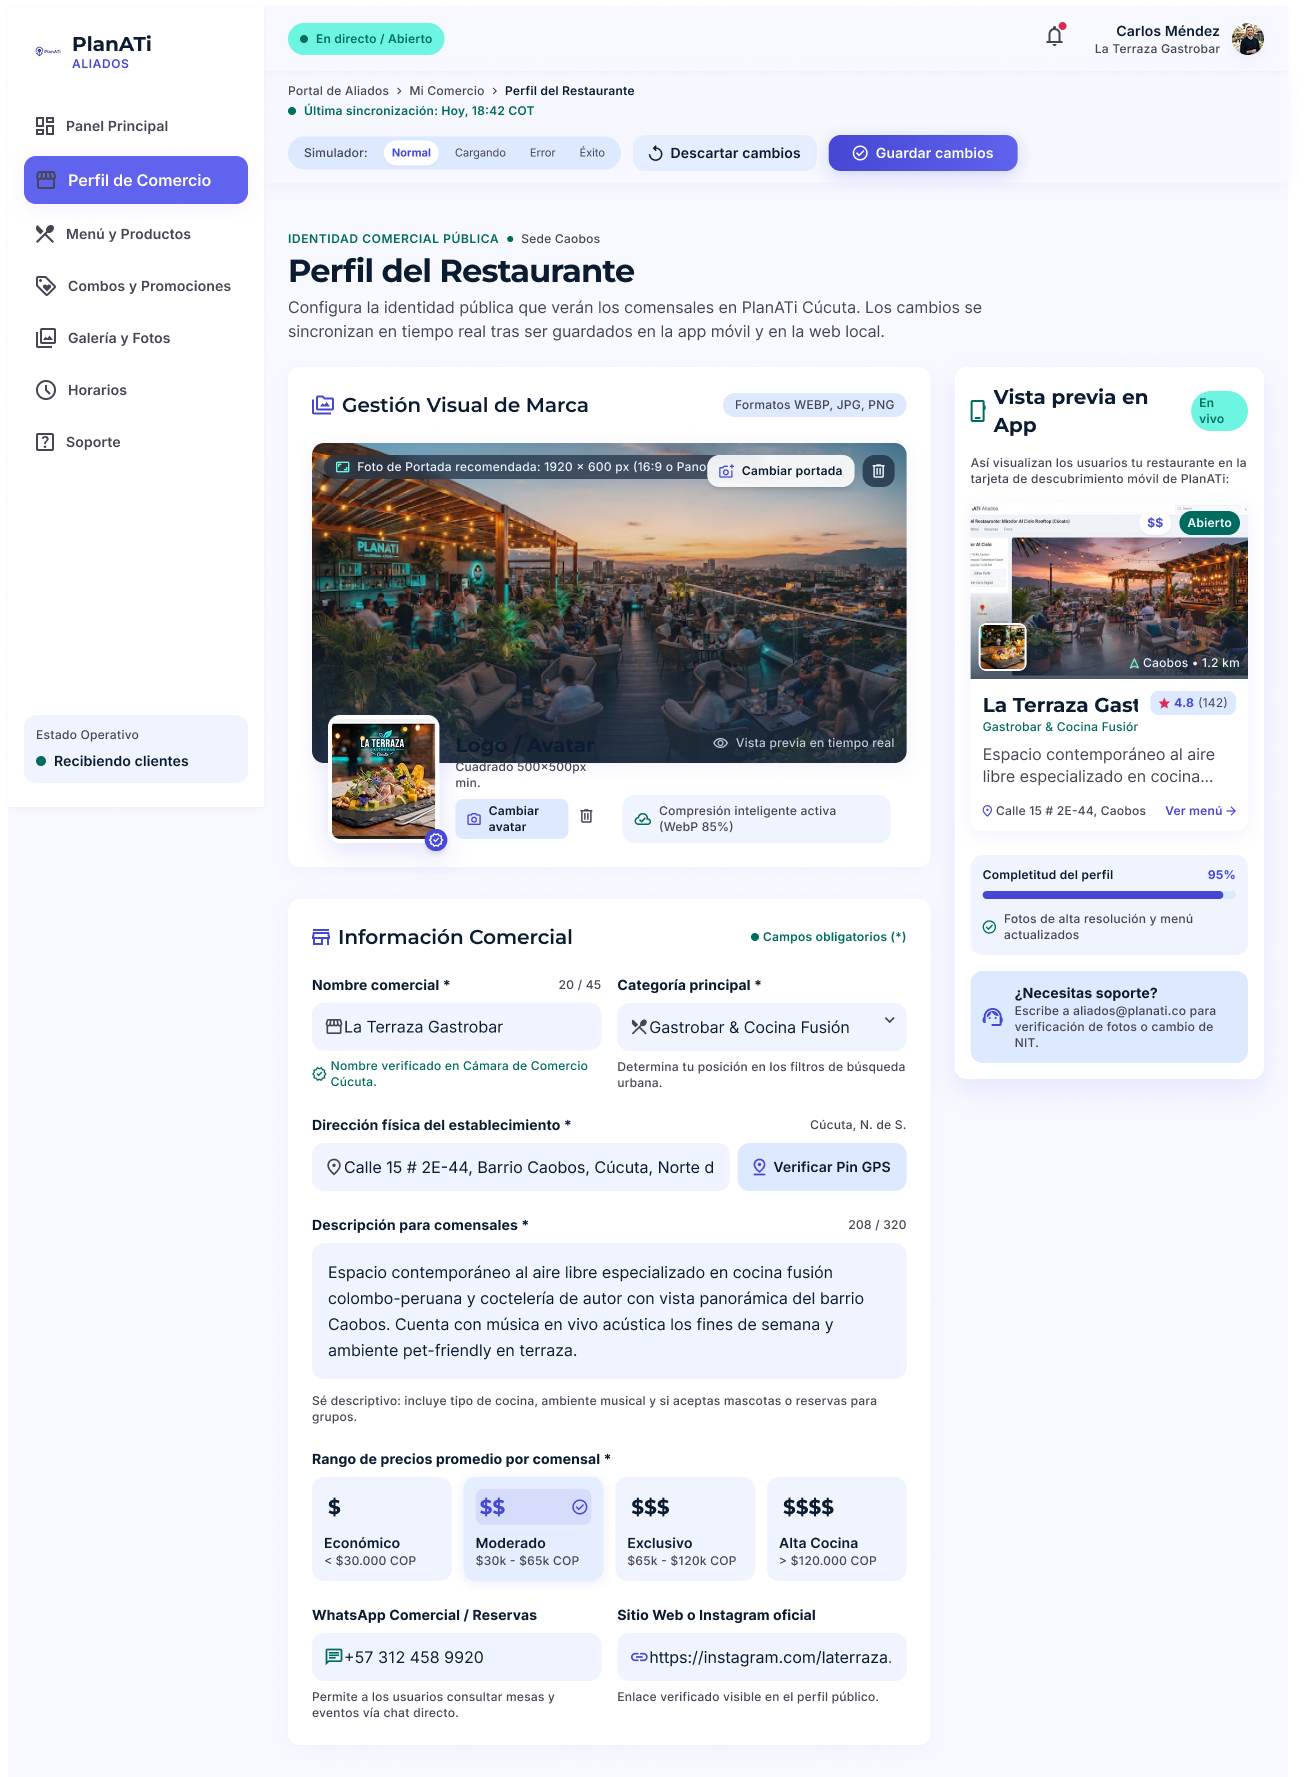 PlanATi
ALIADOS
Panel Principal
Perfil de Comercio
Menú y Productos
Combos y Promociones
Galería y Fotos
Horarios
Soporte
Estado Operativo
Recibiendo clientes
En directo / Abierto
Carlos Méndez
La Terraza Gastrobar
Portal de Aliados > Mi Comercio > Perfil del Restaurante
Última sincronización: Hoy, 18:42 COT
Simulador: Normal Cargando Error Éxito
Descartar cambios
Guardar cambios
IDENTIDAD COMERCIAL PÚBLICA • Sede Caobos
Perfil del Restaurante
Configura la identidad pública que verán los comensales en PlanATi Cúcuta. Los cambios se
sincronizan en tiempo real tras ser guardados en la app móvil y en la web local.
Gestión Visual de Marca
Formatos WEBP, JPG, PNG
Foto de Portada recomendada: 1920 × 600 px (16:9 o Pano
Cambiar portada
PLANATI
Logo / Avatar
Vista previa en tiempo real
LA TERRAZA
GASTROBAR
Cuadrado 500×500px
min.
Cambiar
avatar
Compresión inteligente activa
(WebP 85%)
Información Comercial
Campos obligatorios (*)
Nombre comercial *
20 / 45
La Terraza Gastrobar
Nombre verificado en Cámara de Comercio
Cúcuta.
Categoría principal *
Gastrobar & Cocina Fusión
Determina tu posición en los filtros de búsqueda
urbana.
Dirección física del establecimiento *
Cúcuta, N. de S.
Calle 15 # 2E-44, Barrio Caobos, Cúcuta, Norte d
Verificar Pin GPS
Descripción para comensales *
208 / 320
Espacio contemporáneo al aire libre especializado en cocina fusión
colombo-peruana y coctelería de autor con vista panorámica del barrio
Caobos. Cuenta con música en vivo acústica los fines de semana y
ambiente pet-friendly en terraza.
Sé descriptivo: incluye tipo de cocina, ambiente musical y si aceptas mascotas o reservas para
grupos.
Rango de precios promedio por comensal *
$
Económico
< $30.000 COP
$$
Moderado
$30k - $65k COP
$$$
Exclusivo
$65k - $120k COP
$$$$
Alta Cocina
> $120.000 COP
WhatsApp Comercial / Reservas
+57 312 458 9920
Permite a los usuarios consultar mesas y
eventos vía chat directo.
Sitio Web o Instagram oficial
https://instagram.com/laterraza.
Enlace verificado visible en el perfil público.
Vista previa en
App
En
vivo
Así visualizan los usuarios tu restaurante en la
tarjeta de descubrimiento móvil de PlanATi:
ATi Aliados
el Restaurante: Mirador Al Cielo Rooftop (Cúcuta)
$$
Abierto
Caobos • 1.2 km
La Terraza Gast
4.8 (142)
Gastrobar & Cocina Fusión
Espacio contemporáneo al aire
libre especializado en cocina...
Calle 15 # 2E-44, Caobos
Ver menú →
Completitud del perfil
95%
Fotos de alta resolución y menú
actualizados
¿Necesitas soporte?
Escribe a aliados@planati.co para
verificación de fotos o cambio de
NIT.